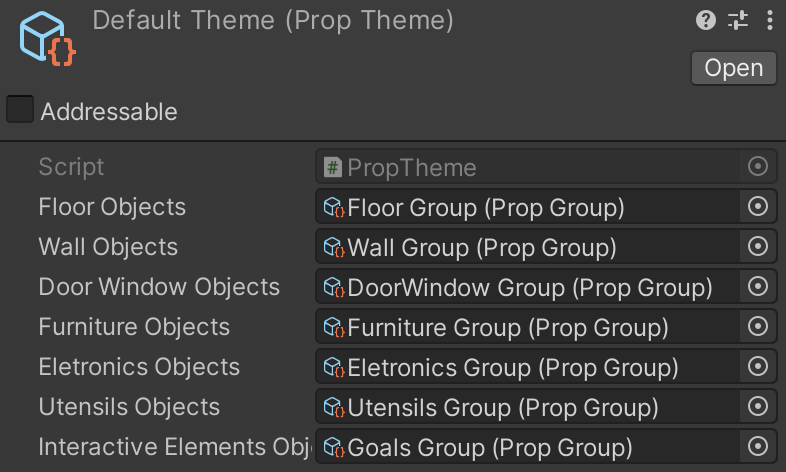 Default Theme (Prop Theme)
Open
Addressable
Script PropTheme
Floor Objects Floor Group (Prop Group)
Wall Objects Wall Group (Prop Group)
Door Window Objects DoorWindow Group (Prop Group)
Furniture Objects Furniture Group (Prop Group)
Eletronics Objects Eletronics Group (Prop Group)
Utensils Objects Utensils Group (Prop Group)
Interactive Elements Obj Goals Group (Prop Group)